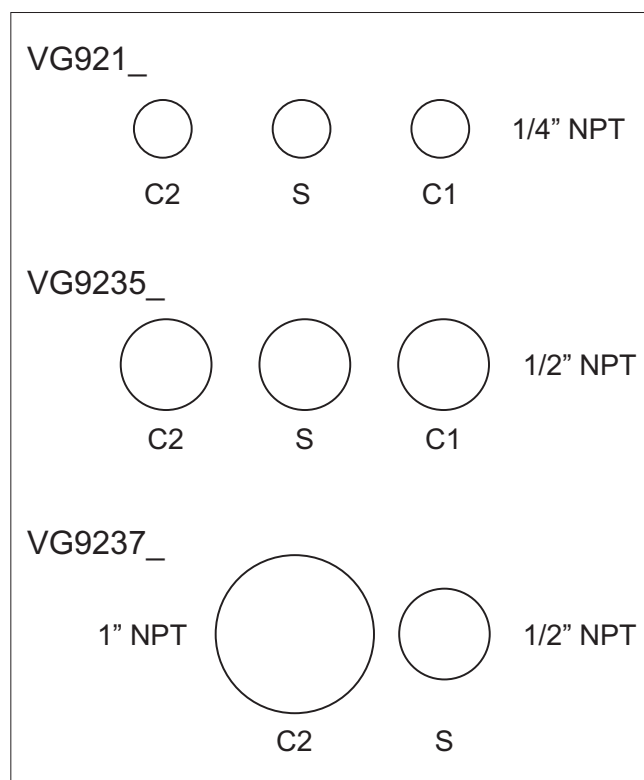 VG921_
1/4” NPT
C2 S C1
VG9235_
1/2” NPT
C2 S C1
VG9237_
1” NPT 1/2” NPT
C2 S